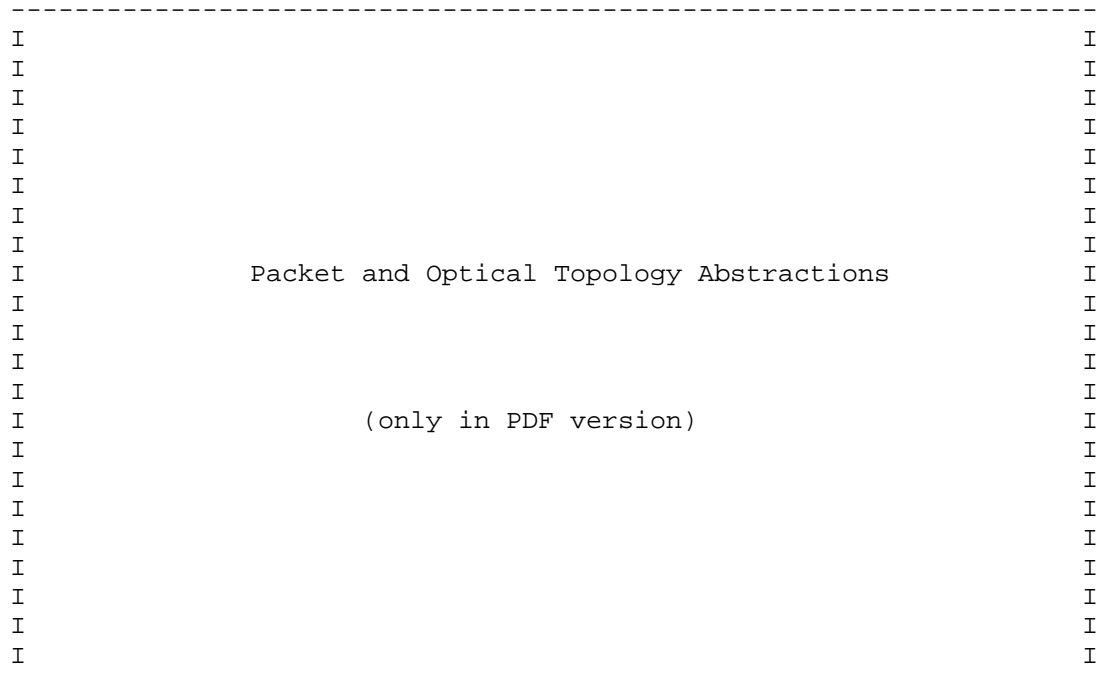 --------------------------------------------------------------------
I I
I I
I I
I I
I I
I I
I I
I I
I Packet and Optical Topology Abstractions I
I I
I I
I I
I I
I (only in PDF version) I
I I
I I
I I
I I
I I
I I
I I
I I